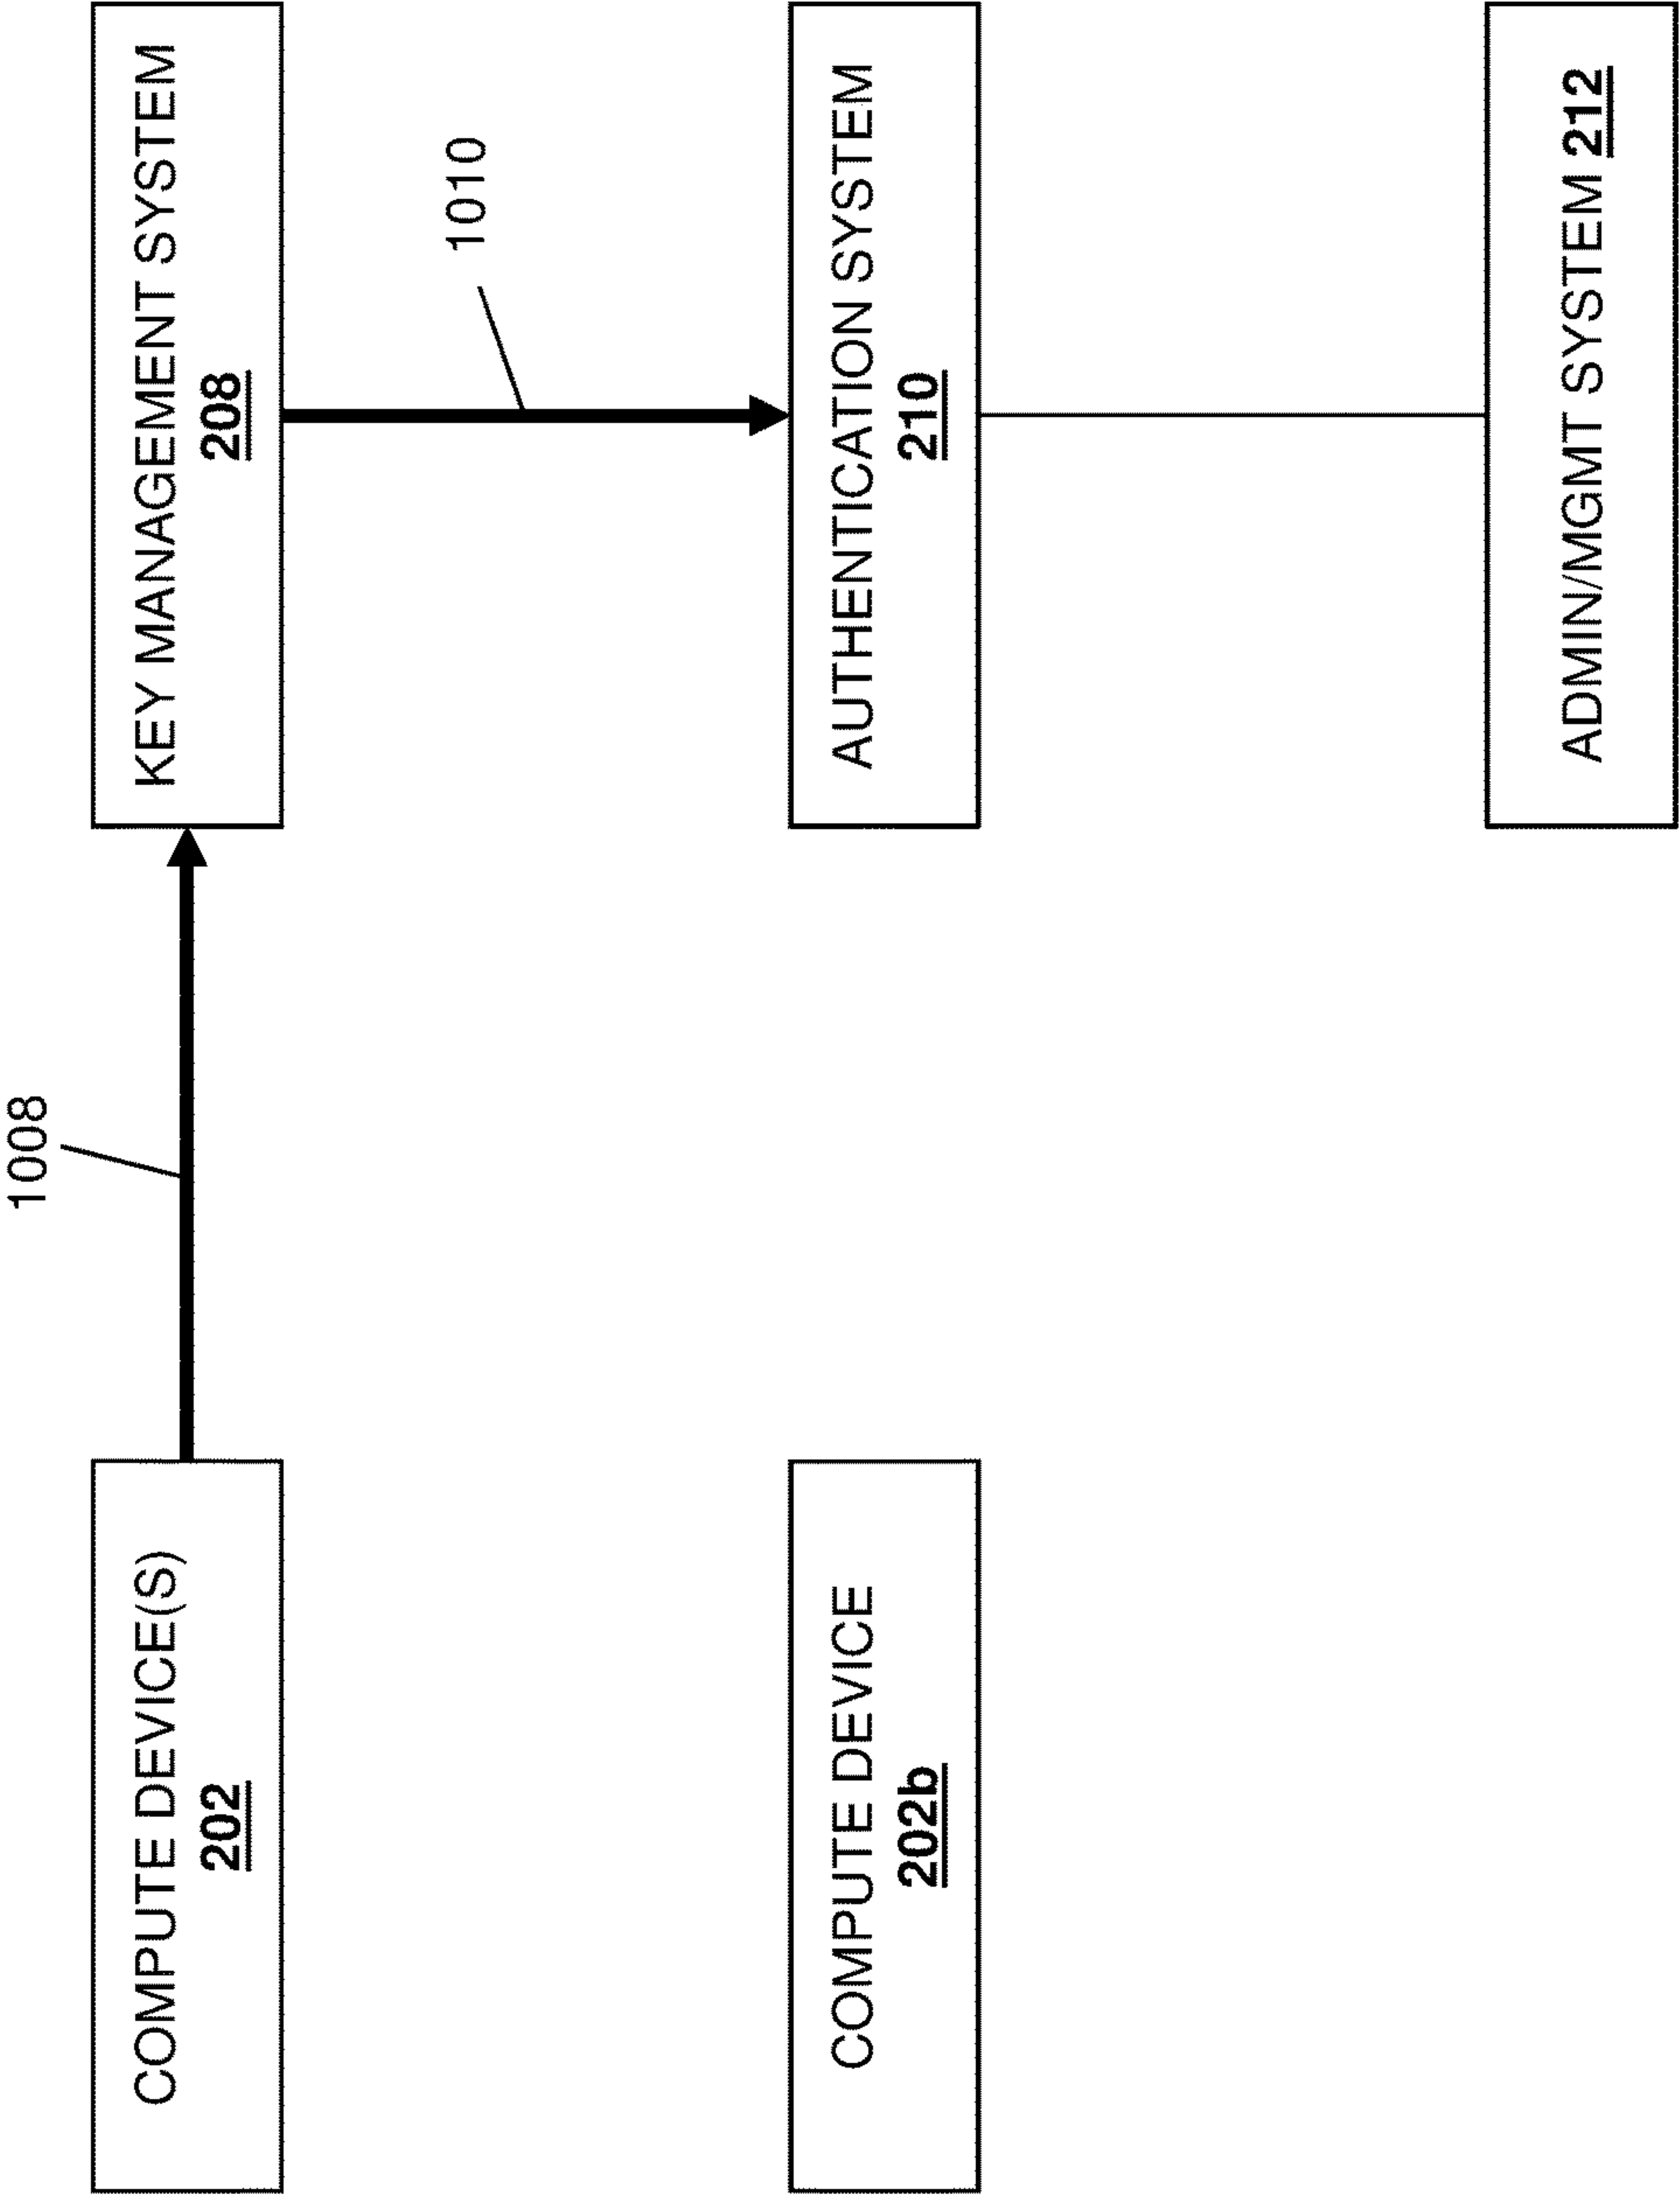 1008
COMPUTE DEVICE(S)
202
KEY MANAGEMENT SYSTEM
208
1010
COMPUTE DEVICE
202b
AUTHENTICATION SYSTEM
210
ADMIN/MGMT SYSTEM 212